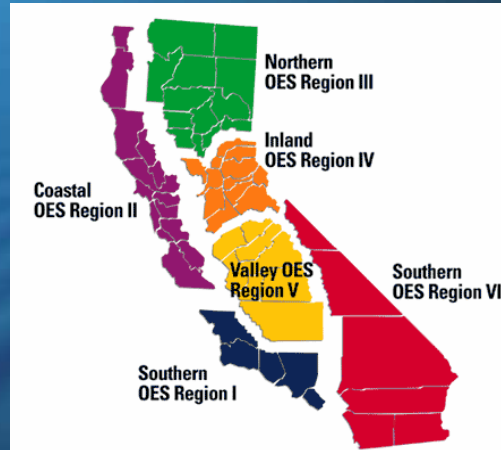 Northern
OES Region III
Inland
OES Region IV
Coastal
OES Region II
Valley OES
Region V
Southern
OES Region VI
Southern
OES Region I